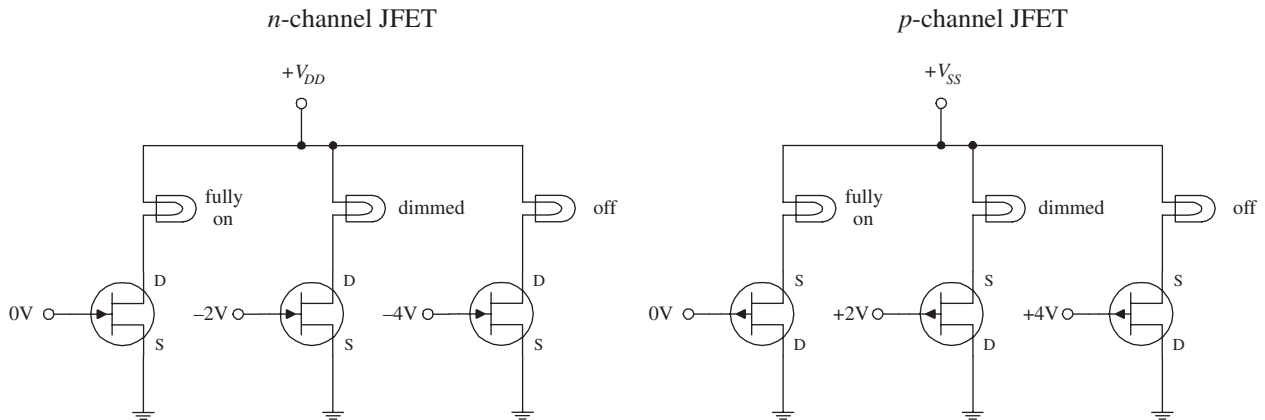 n-channel JFET
+VDD
fully
on
dimmed
off
D
D
D
0V
–2V
–4V
S
S
S
p-channel JFET
+VSS
fully
on
dimmed
off
S
S
S
0V
+2V
+4V
D
D
D